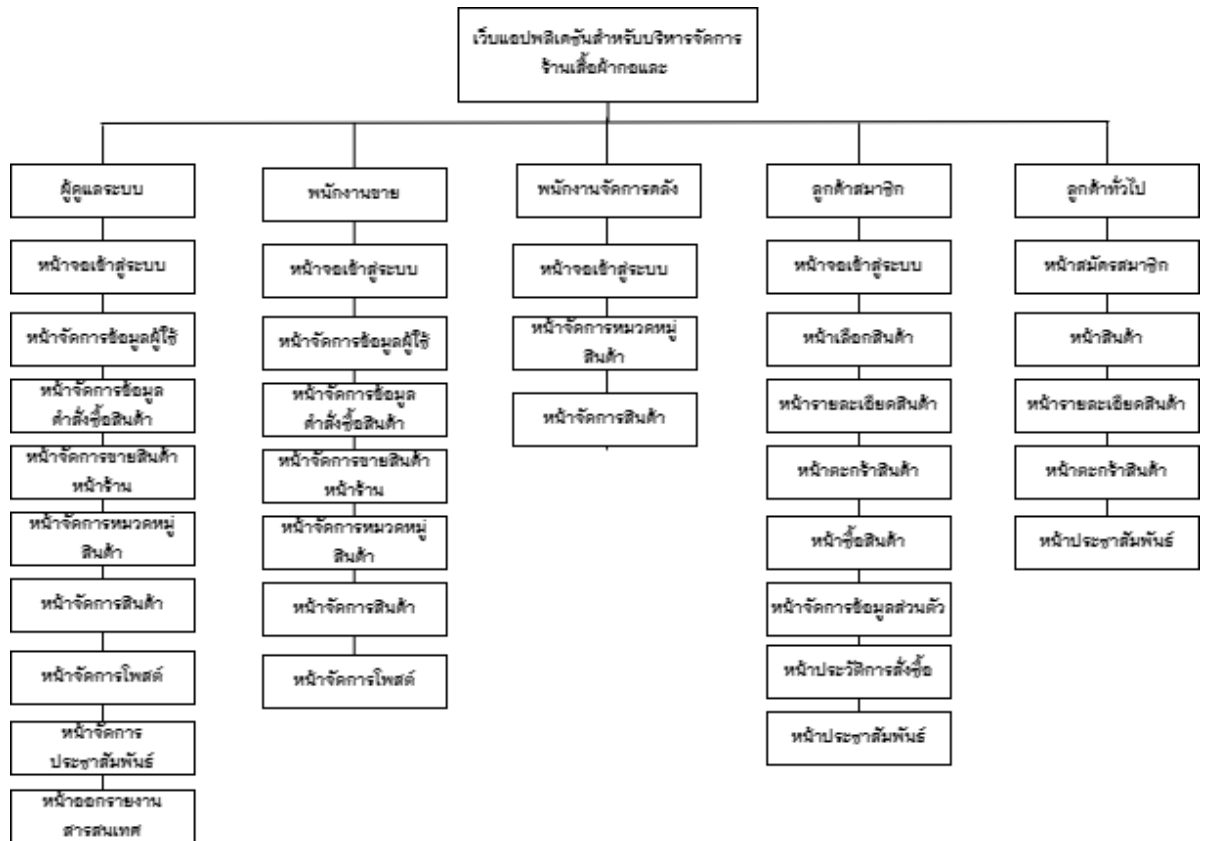 เว็บแอปพลิเคชันสำหรับบริหารจัดการ
ร้านเสื้อผ้ากอและ
ผู้ดูแลระบบ
หน้าจอเข้าสู่ระบบ
หน้าจัดการข้อมูลผู้ใช้
หน้าจัดการข้อมูล
คำสั่งซื้อสินค้า
หน้าจัดการขายสินค้า
หน้าร้าน
หน้าจัดการหมวดหมู่
สินค้า
หน้าจัดการสินค้า
หน้าจัดการโพสต์
หน้าจัดการ
ประชาสัมพันธ์
หน้าออกรายงาน
สารสนเทศ
พนักงานขาย
หน้าจอเข้าสู่ระบบ
หน้าจัดการข้อมูลผู้ใช้
หน้าจัดการข้อมูล
คำสั่งซื้อสินค้า
หน้าจัดการขายสินค้า
หน้าร้าน
หน้าจัดการหมวดหมู่
สินค้า
หน้าจัดการสินค้า
หน้าจัดการโพสต์
พนักงานจัดการคลัง
หน้าจอเข้าสู่ระบบ
หน้าจัดการหมวดหมู่
สินค้า
หน้าจัดการสินค้า
ลูกค้าสมาชิก
หน้าจอเข้าสู่ระบบ
หน้าเลือกสินค้า
หน้ารายละเอียดสินค้า
หน้าตะกร้าสินค้า
หน้าซื้อสินค้า
หน้าจัดการข้อมูลส่วนตัว
หน้าประวัติการสั่งซื้อ
หน้าประชาสัมพันธ์
ลูกค้าทั่วไป
หน้าสมัครสมาชิก
หน้าสินค้า
หน้ารายละเอียดสินค้า
หน้าตะกร้าสินค้า
หน้าประชาสัมพันธ์